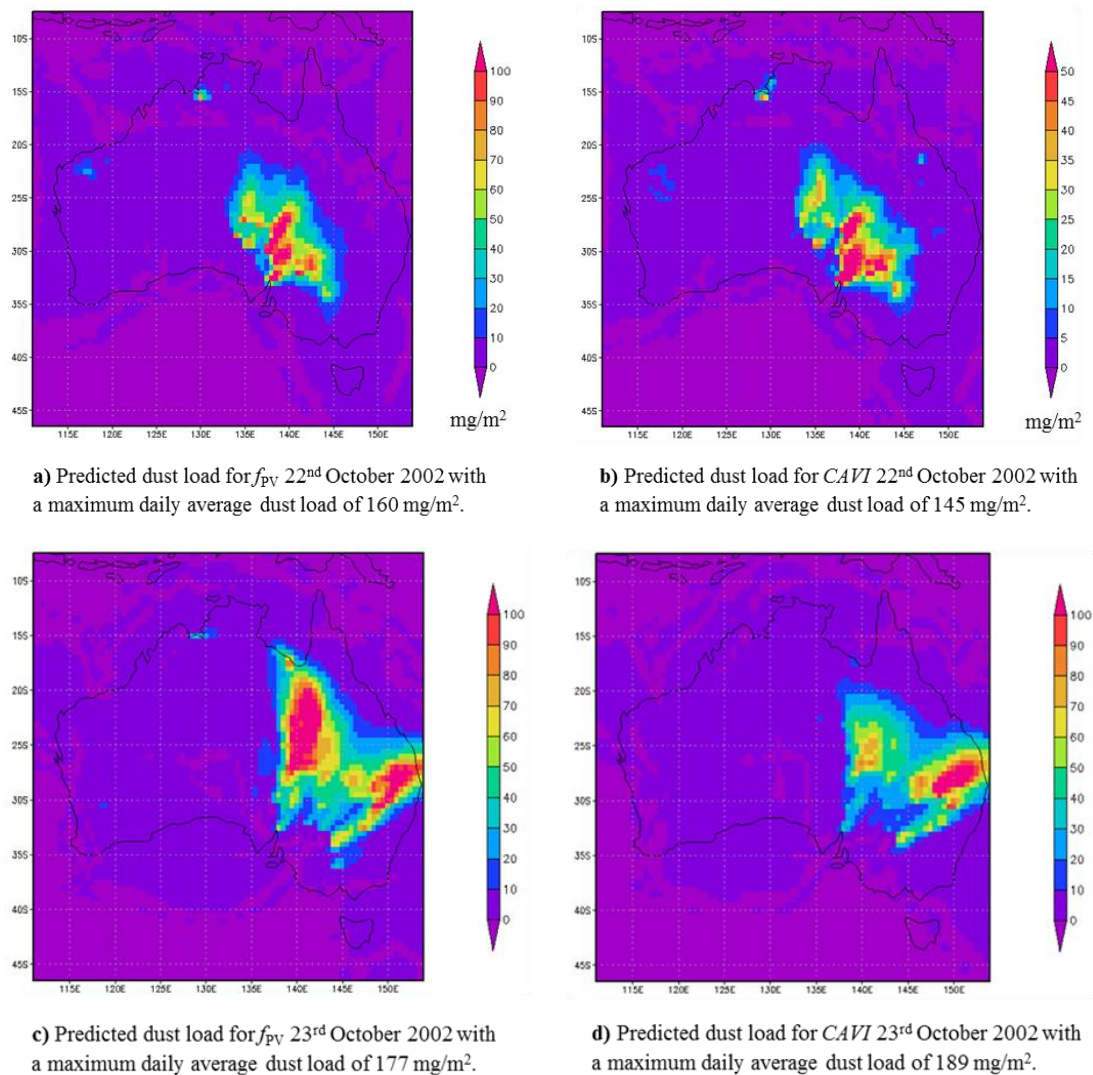 10S
15S
20S
25S
30S
35S
40S
45S
115E 120E 125E 130E 135E 140E 145E 150E
100
90
80
70
60
50
40
30
20
10
0
mg/m²
10S
15S
20S
25S
30S
35S
40S
45S
115E 120E 125E 130E 135E 140E 145E 150E
50
45
40
35
30
25
20
15
10
5
0
mg/m²
a) Predicted dust load for fPV 22nd October 2002 with
a maximum daily average dust load of 160 mg/m².
b) Predicted dust load for CAVI 22nd October 2002 with
a maximum daily average dust load of 145 mg/m².
10S
15S
20S
25S
30S
35S
40S
45S
115E 120E 125E 130E 135E 140E 145E 150E
100
90
80
70
60
50
40
30
20
10
0
10S
15S
20S
25S
30S
35S
40S
45S
115E 120E 125E 130E 135E 140E 145E 150E
100
90
80
70
60
50
40
30
20
10
0
c) Predicted dust load for fPV 23rd October 2002 with
a maximum daily average dust load of 177 mg/m².
d) Predicted dust load for CAVI 23rd October 2002 with
a maximum daily average dust load of 189 mg/m².